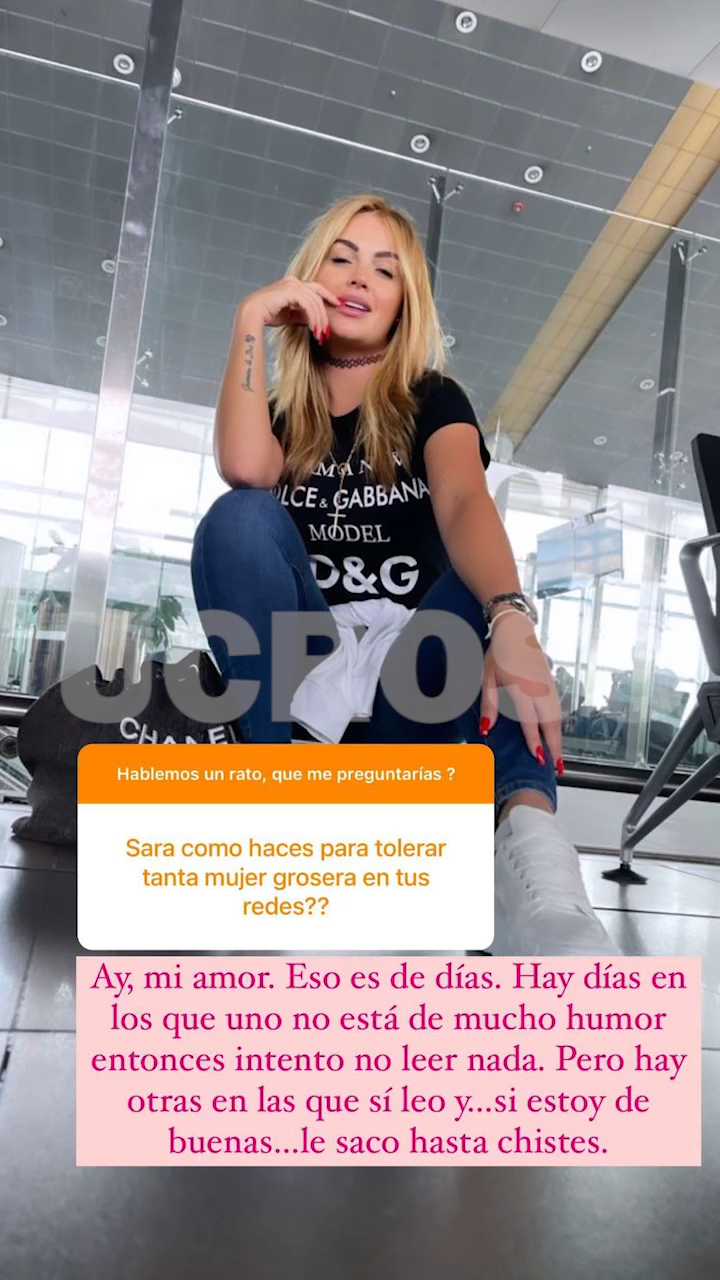 I'M A NEW
DOLCE & GABBANA
MODEL
D&G
CHANEL
Hablemos un rato, que me preguntarías ?
Sara como haces para tolerar
tanta mujer grosera en tus
redes??
Ay, mi amor. Eso es de días. Hay días en
los que uno no está de mucho humor
entonces intento no leer nada. Pero hay
otras en las que sí leo y...si estoy de
buenas...le saco hasta chistes.